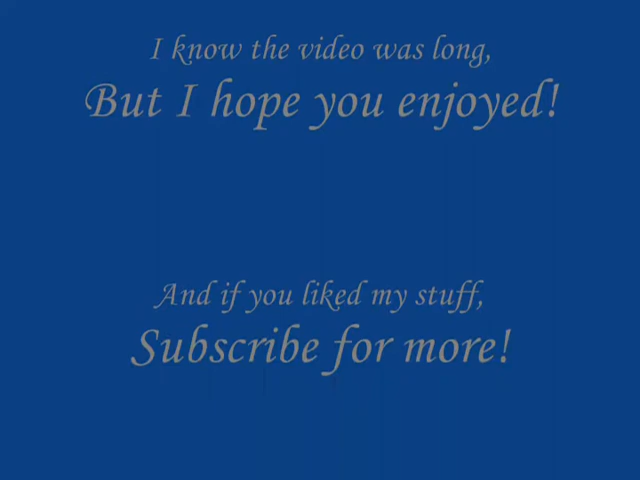 I know the video was long,
But I hope you enjoyed!
And if you liked my stuff,
Subscribe for more!